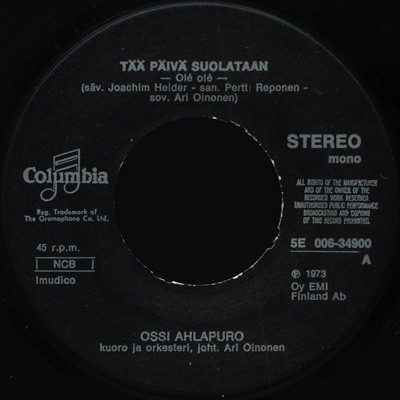 TÄÄ PÄIVÄ SUOLATAAN
— Olé olé —
(säv. Joachim Heider - san. Pertti Reponen -
sov. Ari Oinonen)
STEREO
mono
Columbia
Reg. Trademark of
The Gramophone Co. Ltd.
ALL RIGHTS OF THE MANUFACTURER
AND OF THE OWNER OF THE
RECORDED WORK RESERVED.
UNAUTHORISED PUBLIC PERFORMANCE
BROADCASTING AND COPYING
OF THIS RECORD PROHIBITED.
5E 006-34900
A
45 r.p.m.
NCB
Imudico
℗ 1973
Oy EMI
Finland Ab
OSSI AHLAPURO
kuoro ja orkesteri, joht. Ari Oinonen